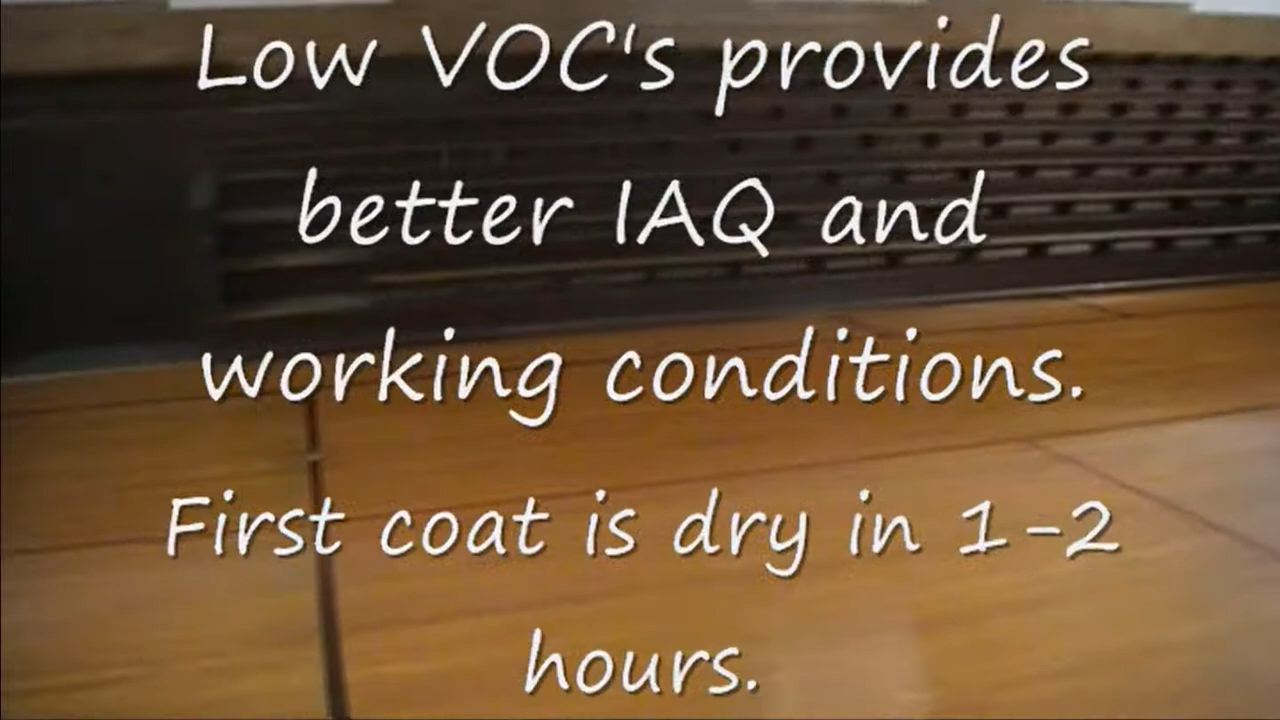 Low VOC's provides
better IAQ and
working conditions.
First coat is dry in 1-2
hours.